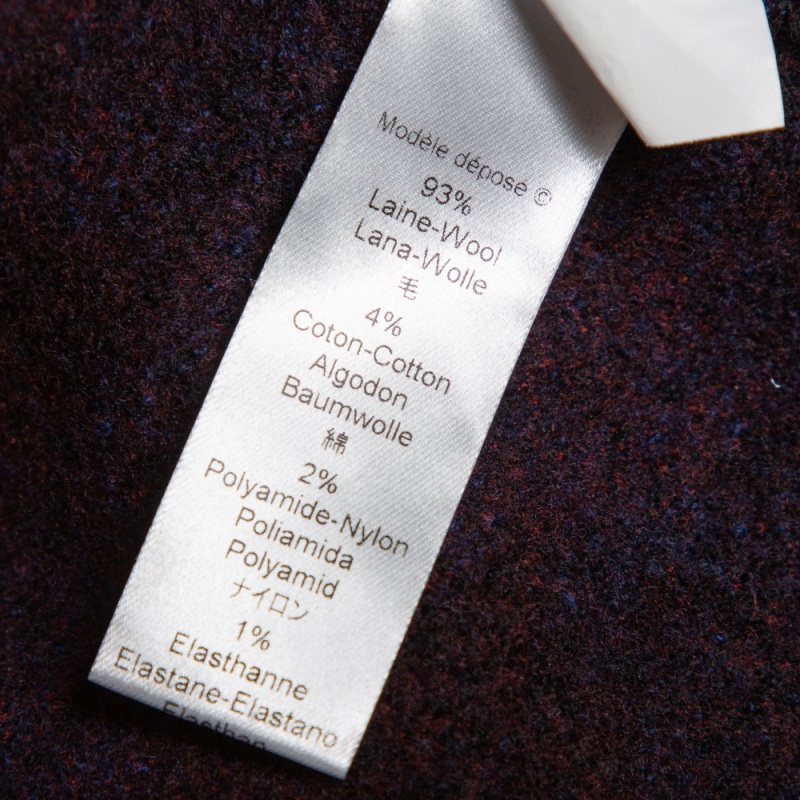 Modèle déposé ©
93%
Laine-Wool
Lana-Wolle
毛
4%
Coton-Cotton
Algodon
Baumwolle
綿
2%
Polyamide-Nylon
Poliamida
Polyamid
ナイロン
1%
Elasthanne
Elastane-Elastano
Elasthan